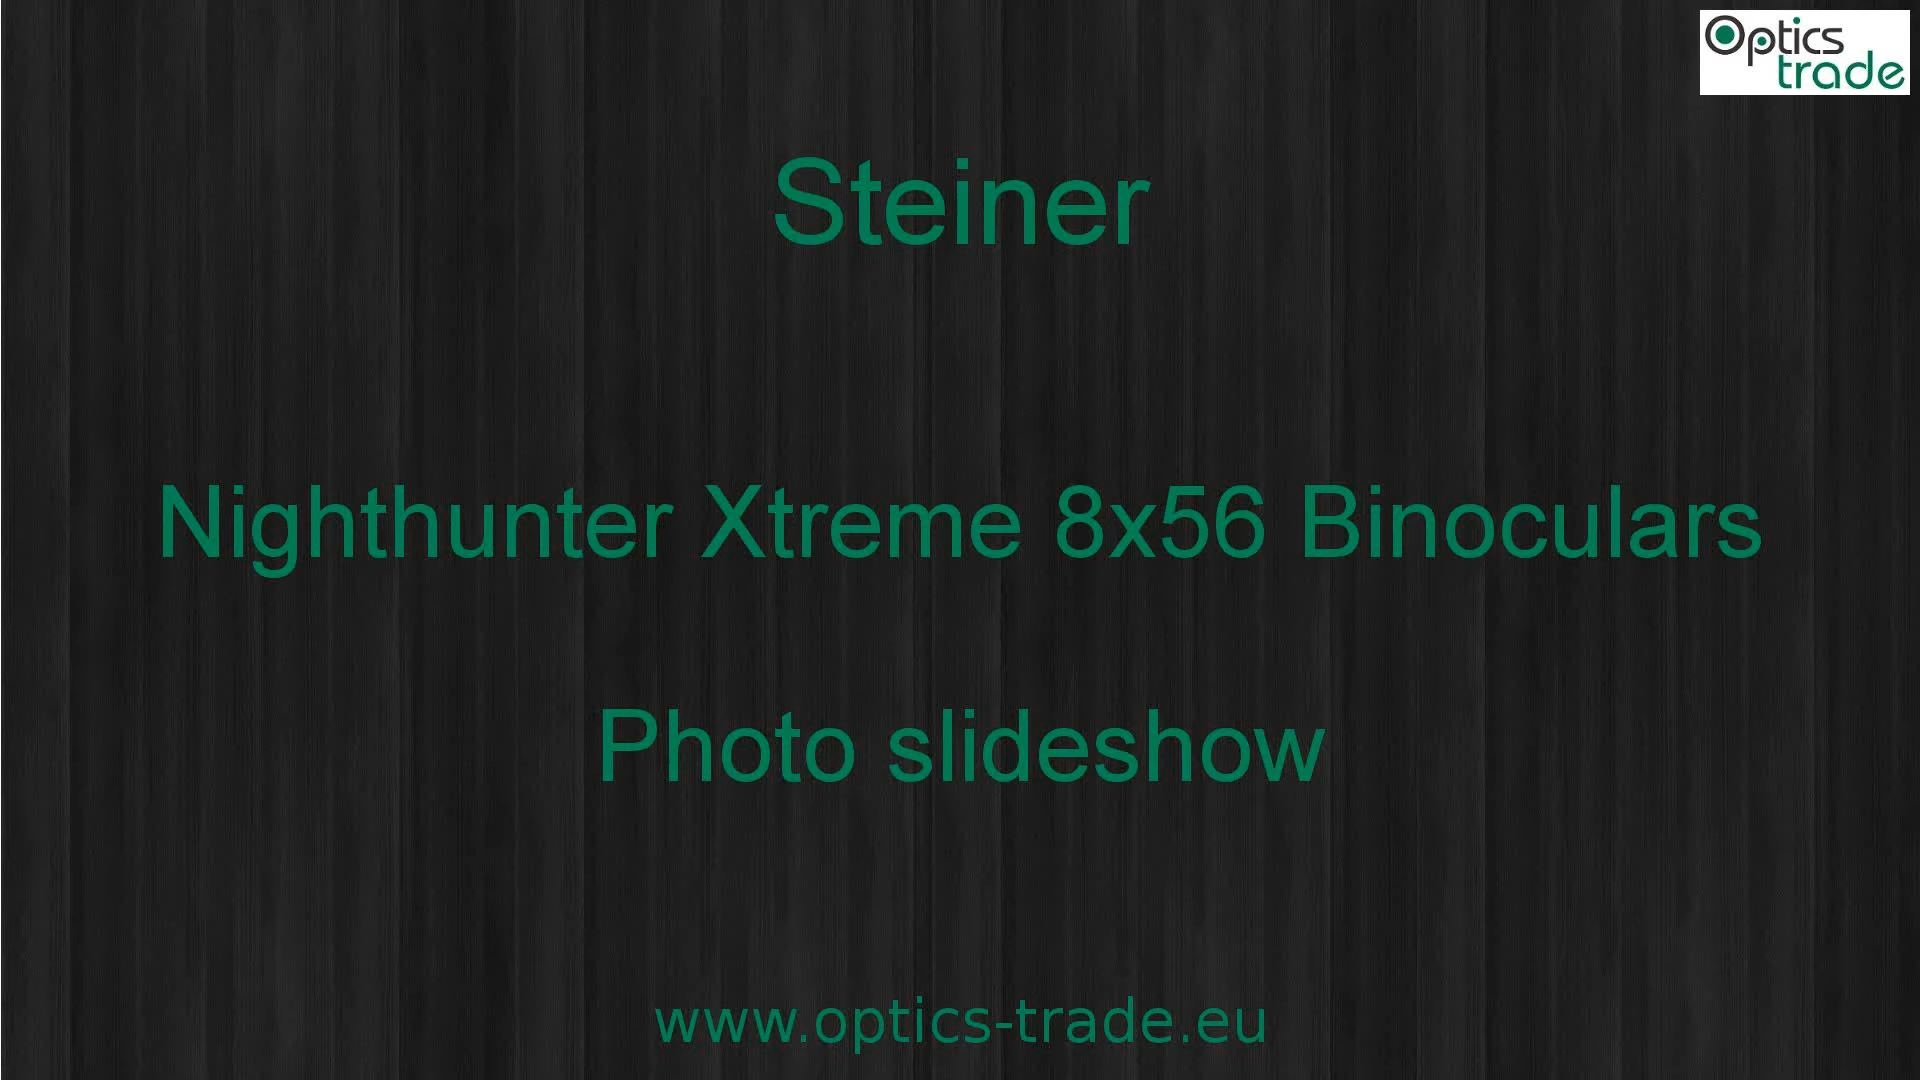 Optics
trade
Steiner
Nighthunter Xtreme 8x56 Binoculars
Photo slideshow
www.optics-trade.eu